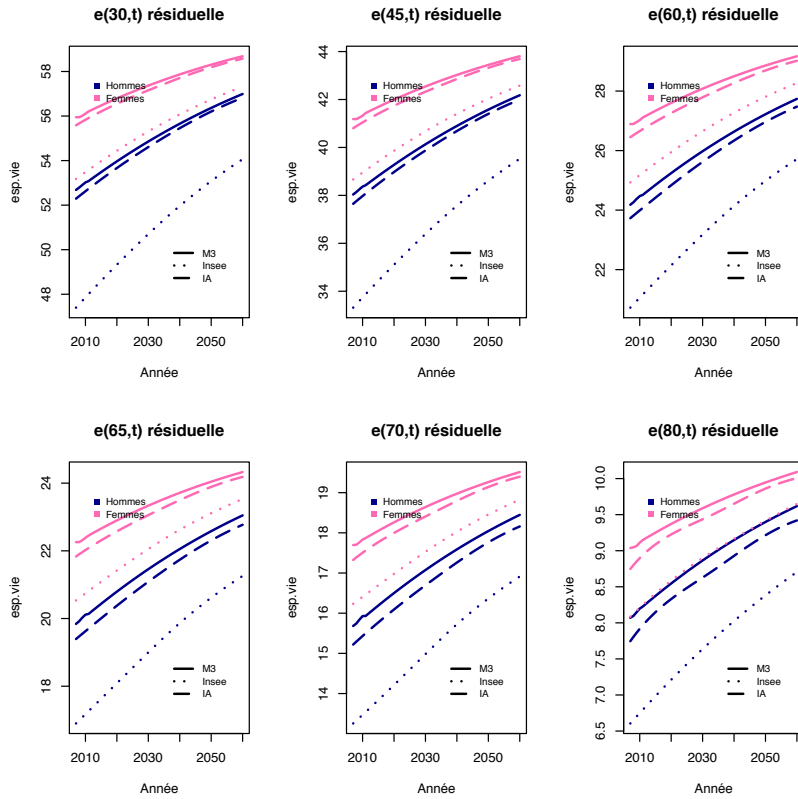 e(30,t) résiduelle
esp.vie
58
56
54
52
50
48
Hommes
Femmes
M3
Insee
IA
2010
2030
2050
Année
e(45,t) résiduelle
esp.vie
44
42
40
38
36
34
Hommes
Femmes
M3
Insee
IA
2010
2030
2050
Année
e(60,t) résiduelle
esp.vie
28
26
24
22
Hommes
Femmes
M3
Insee
IA
2010
2030
2050
Année
e(65,t) résiduelle
esp.vie
24
22
20
18
Hommes
Femmes
M3
Insee
IA
2010
2030
2050
Année
e(70,t) résiduelle
esp.vie
19
18
17
16
15
14
Hommes
Femmes
M3
Insee
IA
2010
2030
2050
Année
e(80,t) résiduelle
esp.vie
10.0
9.5
9.0
8.5
8.0
7.5
7.0
6.5
Hommes
Femmes
M3
Insee
IA
2010
2030
2050
Année